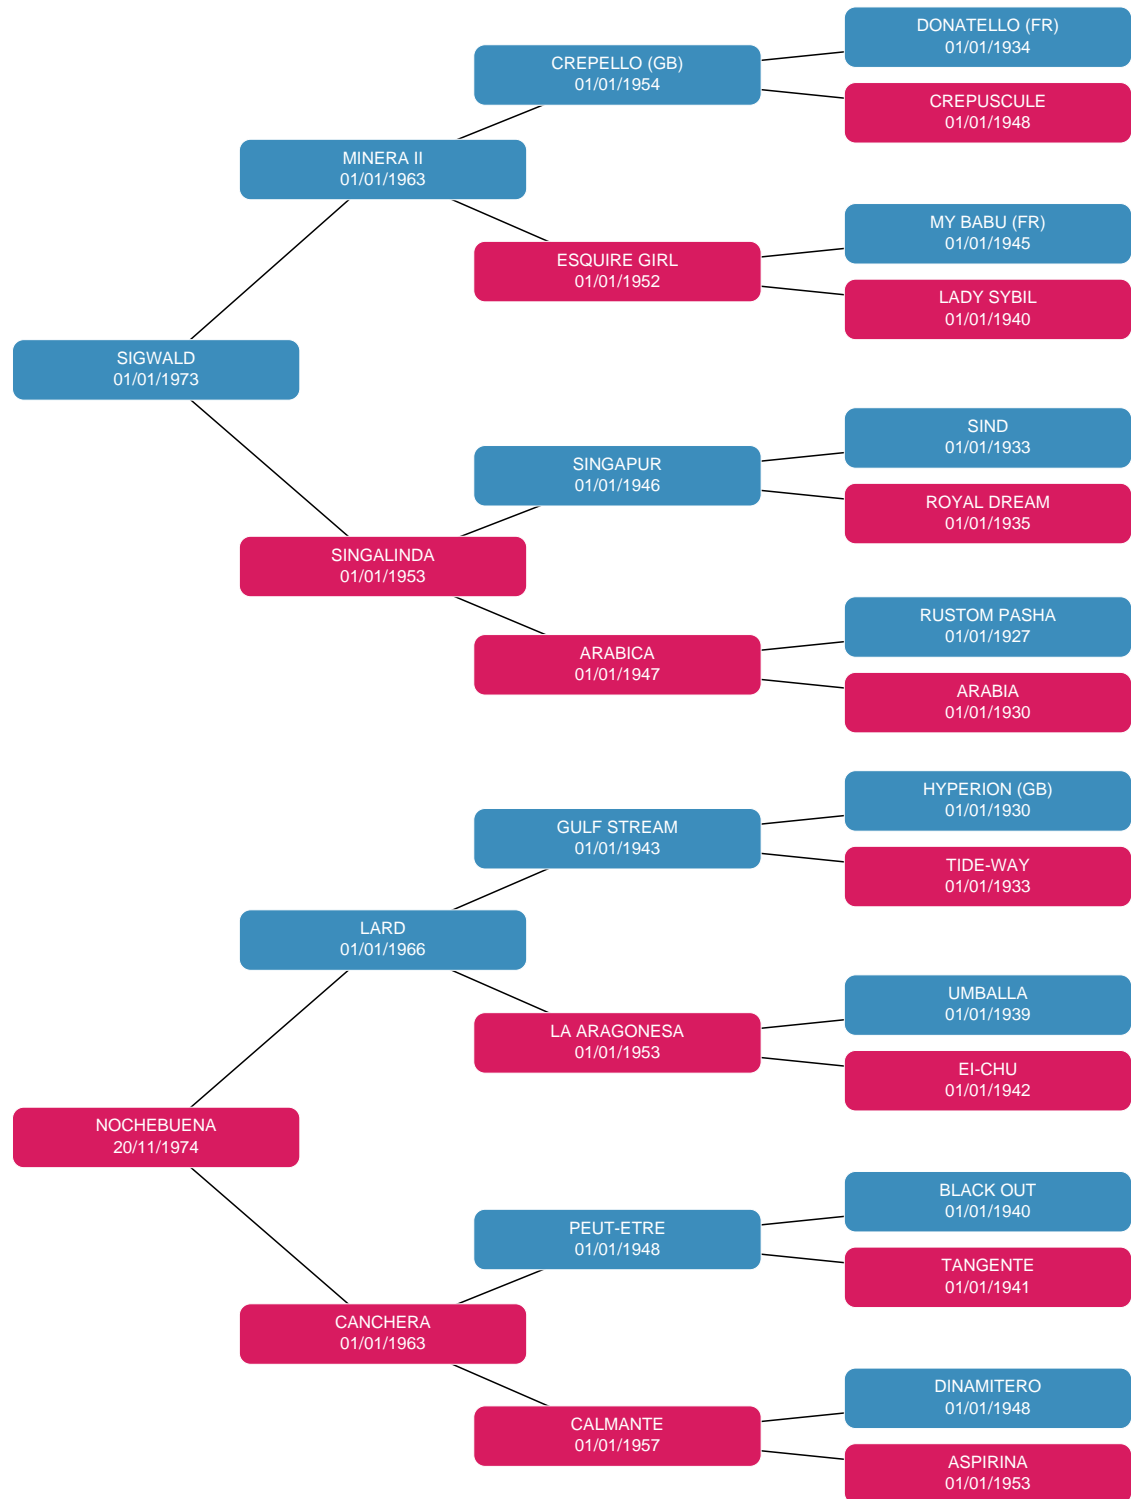 DONATELLO (FR)
01/01/1934
CREPELLO (GB)
01/01/1954
CREPUSCULE
01/01/1948
MINERA II
01/01/1963
MY BABU (FR)
01/01/1945
ESQUIRE GIRL
01/01/1952
LADY SYBIL
01/01/1940
SIGWALD
01/01/1973
SIND
01/01/1933
SINGAPUR
01/01/1946
ROYAL DREAM
01/01/1935
SINGALINDA
01/01/1953
RUSTOM PASHA
01/01/1927
ARABICA
01/01/1947
ARABIA
01/01/1930
HYPERION (GB)
01/01/1930
GULF STREAM
01/01/1943
TIDE-WAY
01/01/1933
LARD
01/01/1966
UMBALLA
01/01/1939
LA ARAGONESA
01/01/1953
EI-CHU
01/01/1942
NOCHEBUENA
20/11/1974
BLACK OUT
01/01/1940
PEUT-ETRE
01/01/1948
TANGENTE
01/01/1941
CANCHERA
01/01/1963
DINAMITERO
01/01/1948
CALMANTE
01/01/1957
ASPIRINA
01/01/1953